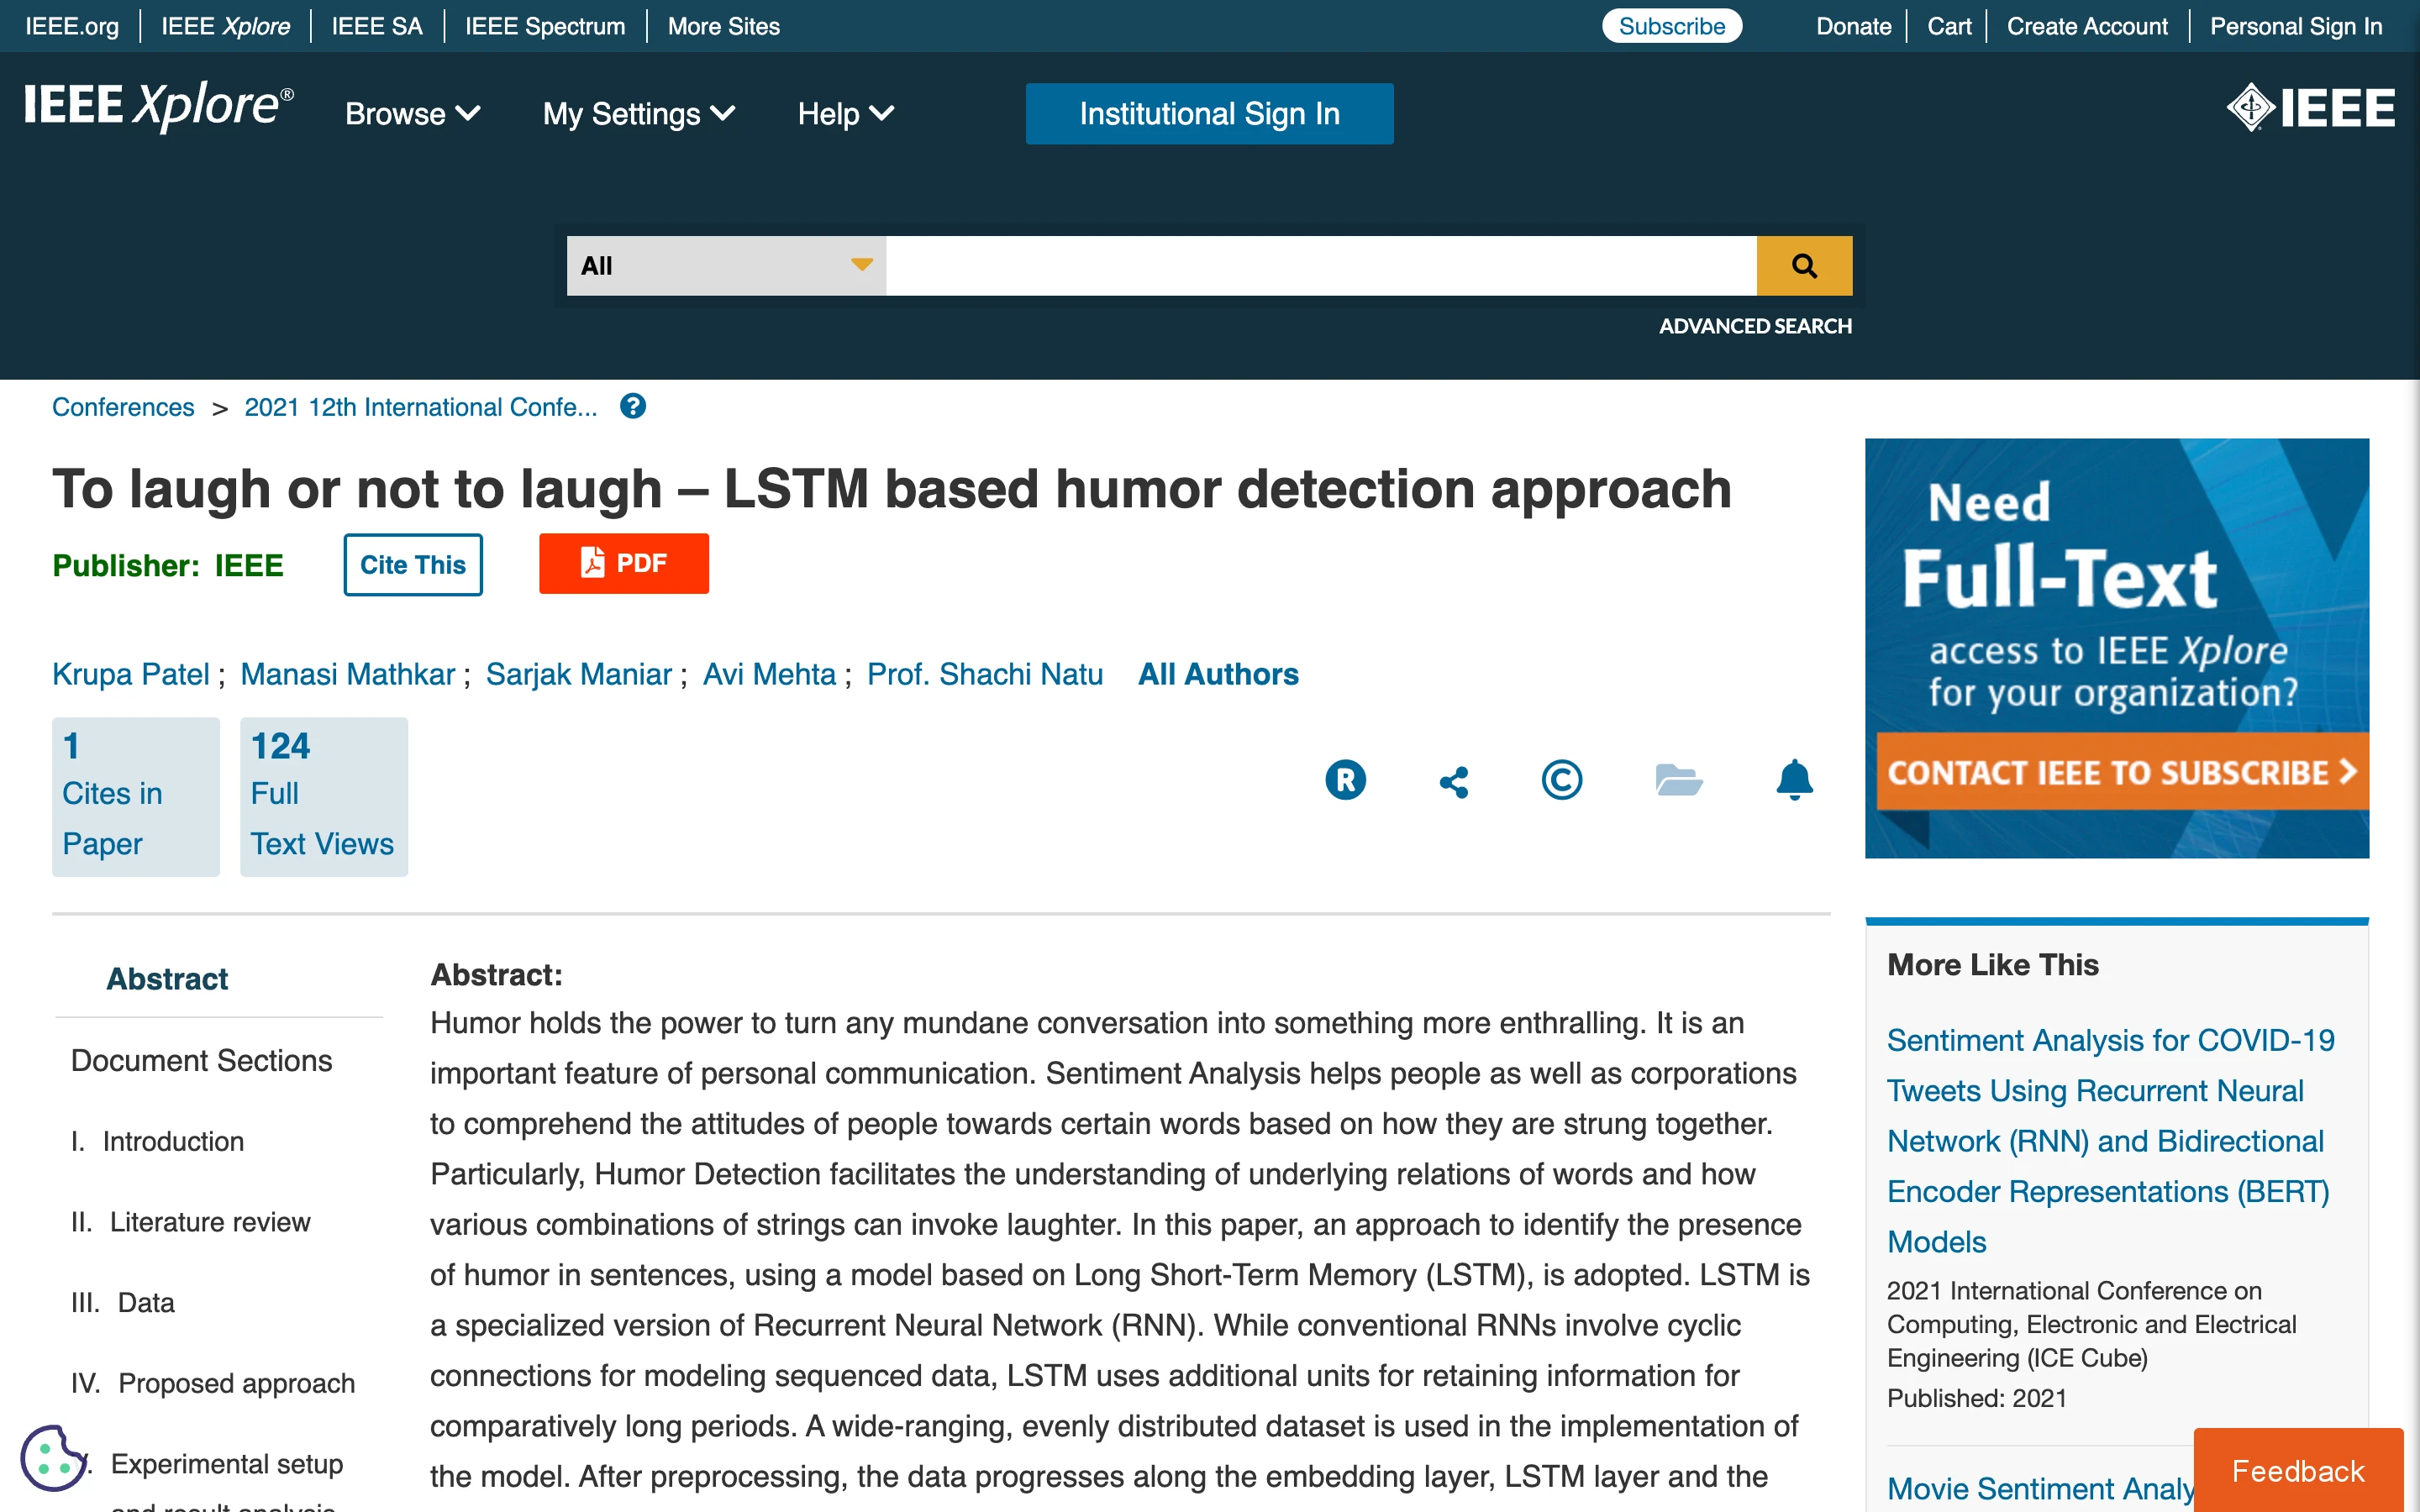 IEEE.org
IEEE Xplore
IEEE SA
IEEE Spectrum
More Sites
Subscribe
Donate
Cart
Create Account
Personal Sign In
IEEE Xplore®
Browse
My Settings
Help
Institutional Sign In
IEEE
All
ADVANCED SEARCH
Conferences > 2021 12th International Confe...
To laugh or not to laugh – LSTM based humor detection approach
Publisher: IEEE
Cite This
PDF
Krupa Patel ; Manasi Mathkar ; Sarjak Maniar ; Avi Mehta ; Prof. Shachi Natu All Authors
1
Cites in
Paper
124
Full
Text Views
Need
Full-Text
access to IEEE Xplore
for your organization?
CONTACT IEEE TO SUBSCRIBE >
Abstract
Document Sections
I. Introduction
II. Literature review
III. Data
IV. Proposed approach
Experimental setup
and result analysis
Abstract:
Humor holds the power to turn any mundane conversation into something more enthralling. It is an
important feature of personal communication. Sentiment Analysis helps people as well as corporations
to comprehend the attitudes of people towards certain words based on how they are strung together.
Particularly, Humor Detection facilitates the understanding of underlying relations of words and how
various combinations of strings can invoke laughter. In this paper, an approach to identify the presence
of humor in sentences, using a model based on Long Short-Term Memory (LSTM), is adopted. LSTM is
a specialized version of Recurrent Neural Network (RNN). While conventional RNNs involve cyclic
connections for modeling sequenced data, LSTM uses additional units for retaining information for
comparatively long periods. A wide-ranging, evenly distributed dataset is used in the implementation of
the model. After preprocessing, the data progresses along the embedding layer, LSTM layer and the
More Like This
Sentiment Analysis for COVID-19
Tweets Using Recurrent Neural
Network (RNN) and Bidirectional
Encoder Representations (BERT)
Models
2021 International Conference on
Computing, Electronic and Electrical
Engineering (ICE Cube)
Published: 2021
Movie Sentiment Analy
Feedback